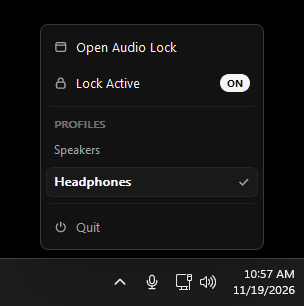 Open Audio Lock
Lock Active ON
PROFILES
Speakers
Headphones
Quit
10:57 AM
11/19/2026